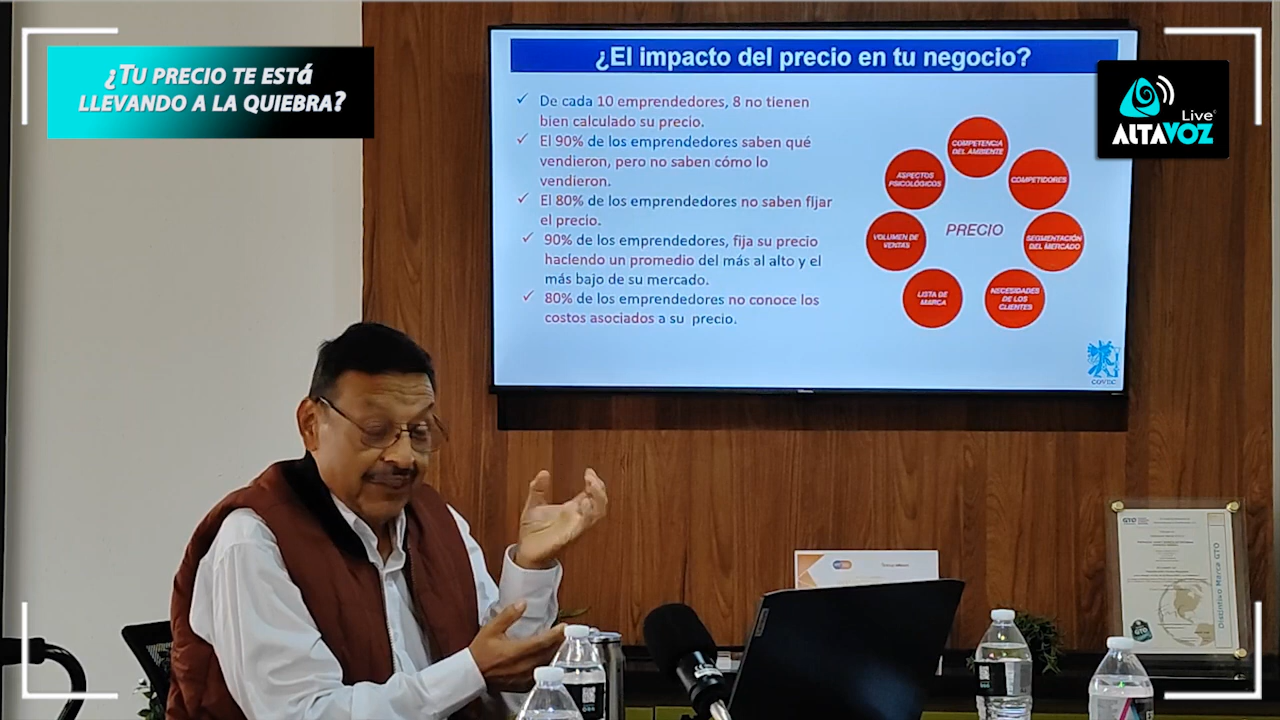 ¿TU PRECIO TE ESTá
LLEVANDO A LA QUIEBRA?
¿El impacto del precio en tu negocio?
Live
ALTAVOZ
✓ De cada 10 emprendedores, 8 no tienen
bien calculado su precio.
✓ El 90% de los emprendedores saben qué
vendieron, pero no saben cómo lo
vendieron.
✓ El 80% de los emprendedores no saben fijar
el precio.
✓ 90% de los emprendedores, fija su precio
haciendo un promedio del más al alto y el
más bajo de su mercado.
✓ 80% de los emprendedores no conoce los
costos asociados a su precio.
COMPETENCIA
DEL AMBIENTE
ASPECTOS
PSICOLÓGICOS
COMPETIDORES
PRECIO
VOLUMEN DE
VENTAS
SEGMENTACIÓN
DEL MERCADO
LISTA DE
MARCA
NECESIDADES
DE LOS
CLIENTES
COVEC
GTO
Distintivo Marca GTO